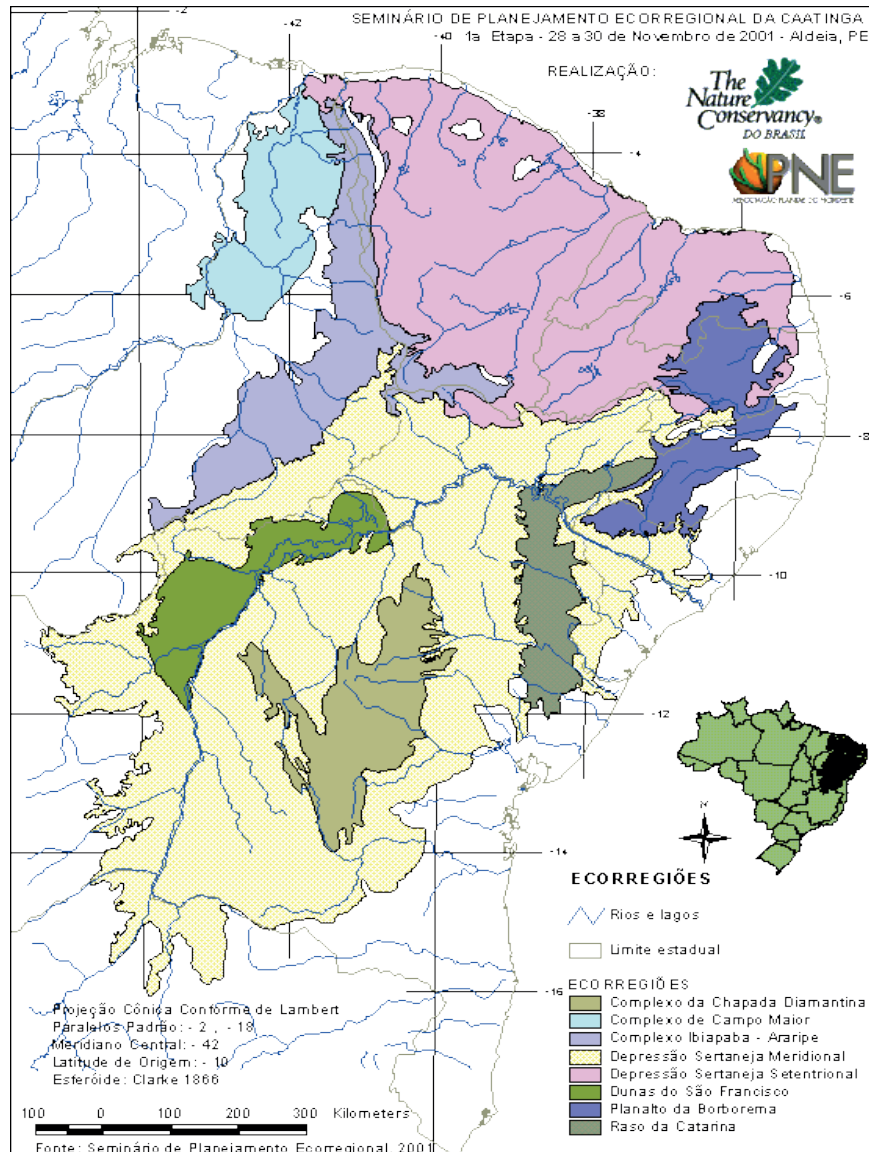 SEMINÁRIO DE PLANEJAMENTO ECORREGIONAL DA CAATINGA
1a Etapa - 28 a 30 de Novembro de 2001 - Aldeia, PE
REALIZAÇÃO:
The
Nature
Conservancy®
DO BRASIL
PNE
ASSOCIAÇÃO PLANTAS DO NORDESTE
-42
-40
-38
-2
-4
-6
-8
-10
-12
-14
-16
N
ECORREGIÕES
Rios e lagos
Limite estadual
ECORREGIÕES
Complexo da Chapada Diamantina
Complexo de Campo Maior
Complexo Ibiapaba - Araripe
Depressão Sertaneja Meridional
Depressão Sertaneja Setentrional
Dunas do São Francisco
Planalto da Borborema
Raso da Catarina
Projeção Cônica Conforme de Lambert
Paralelos Padrão: - 2 , - 18
Meridiano Central: - 42
Latitude de Origem: - 10
Esferóide: Clarke 1866
100 0 100 200 300 Kilometers
Fonte: Seminário de Planejamento Ecorregional, 2001